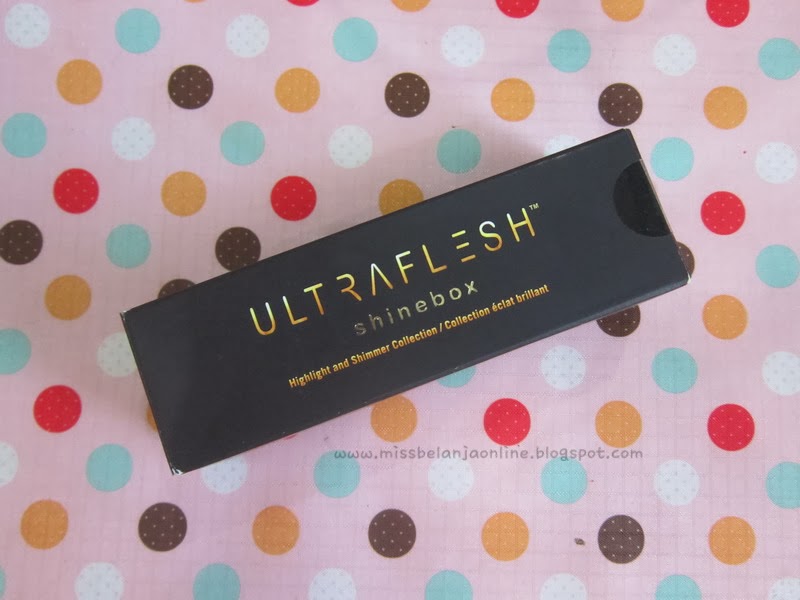 ULTRAFLESH™
shinebox
Highlight and Shimmer Collection / Collection éclat brillant
www.missbelanjaonline.blogspot.com